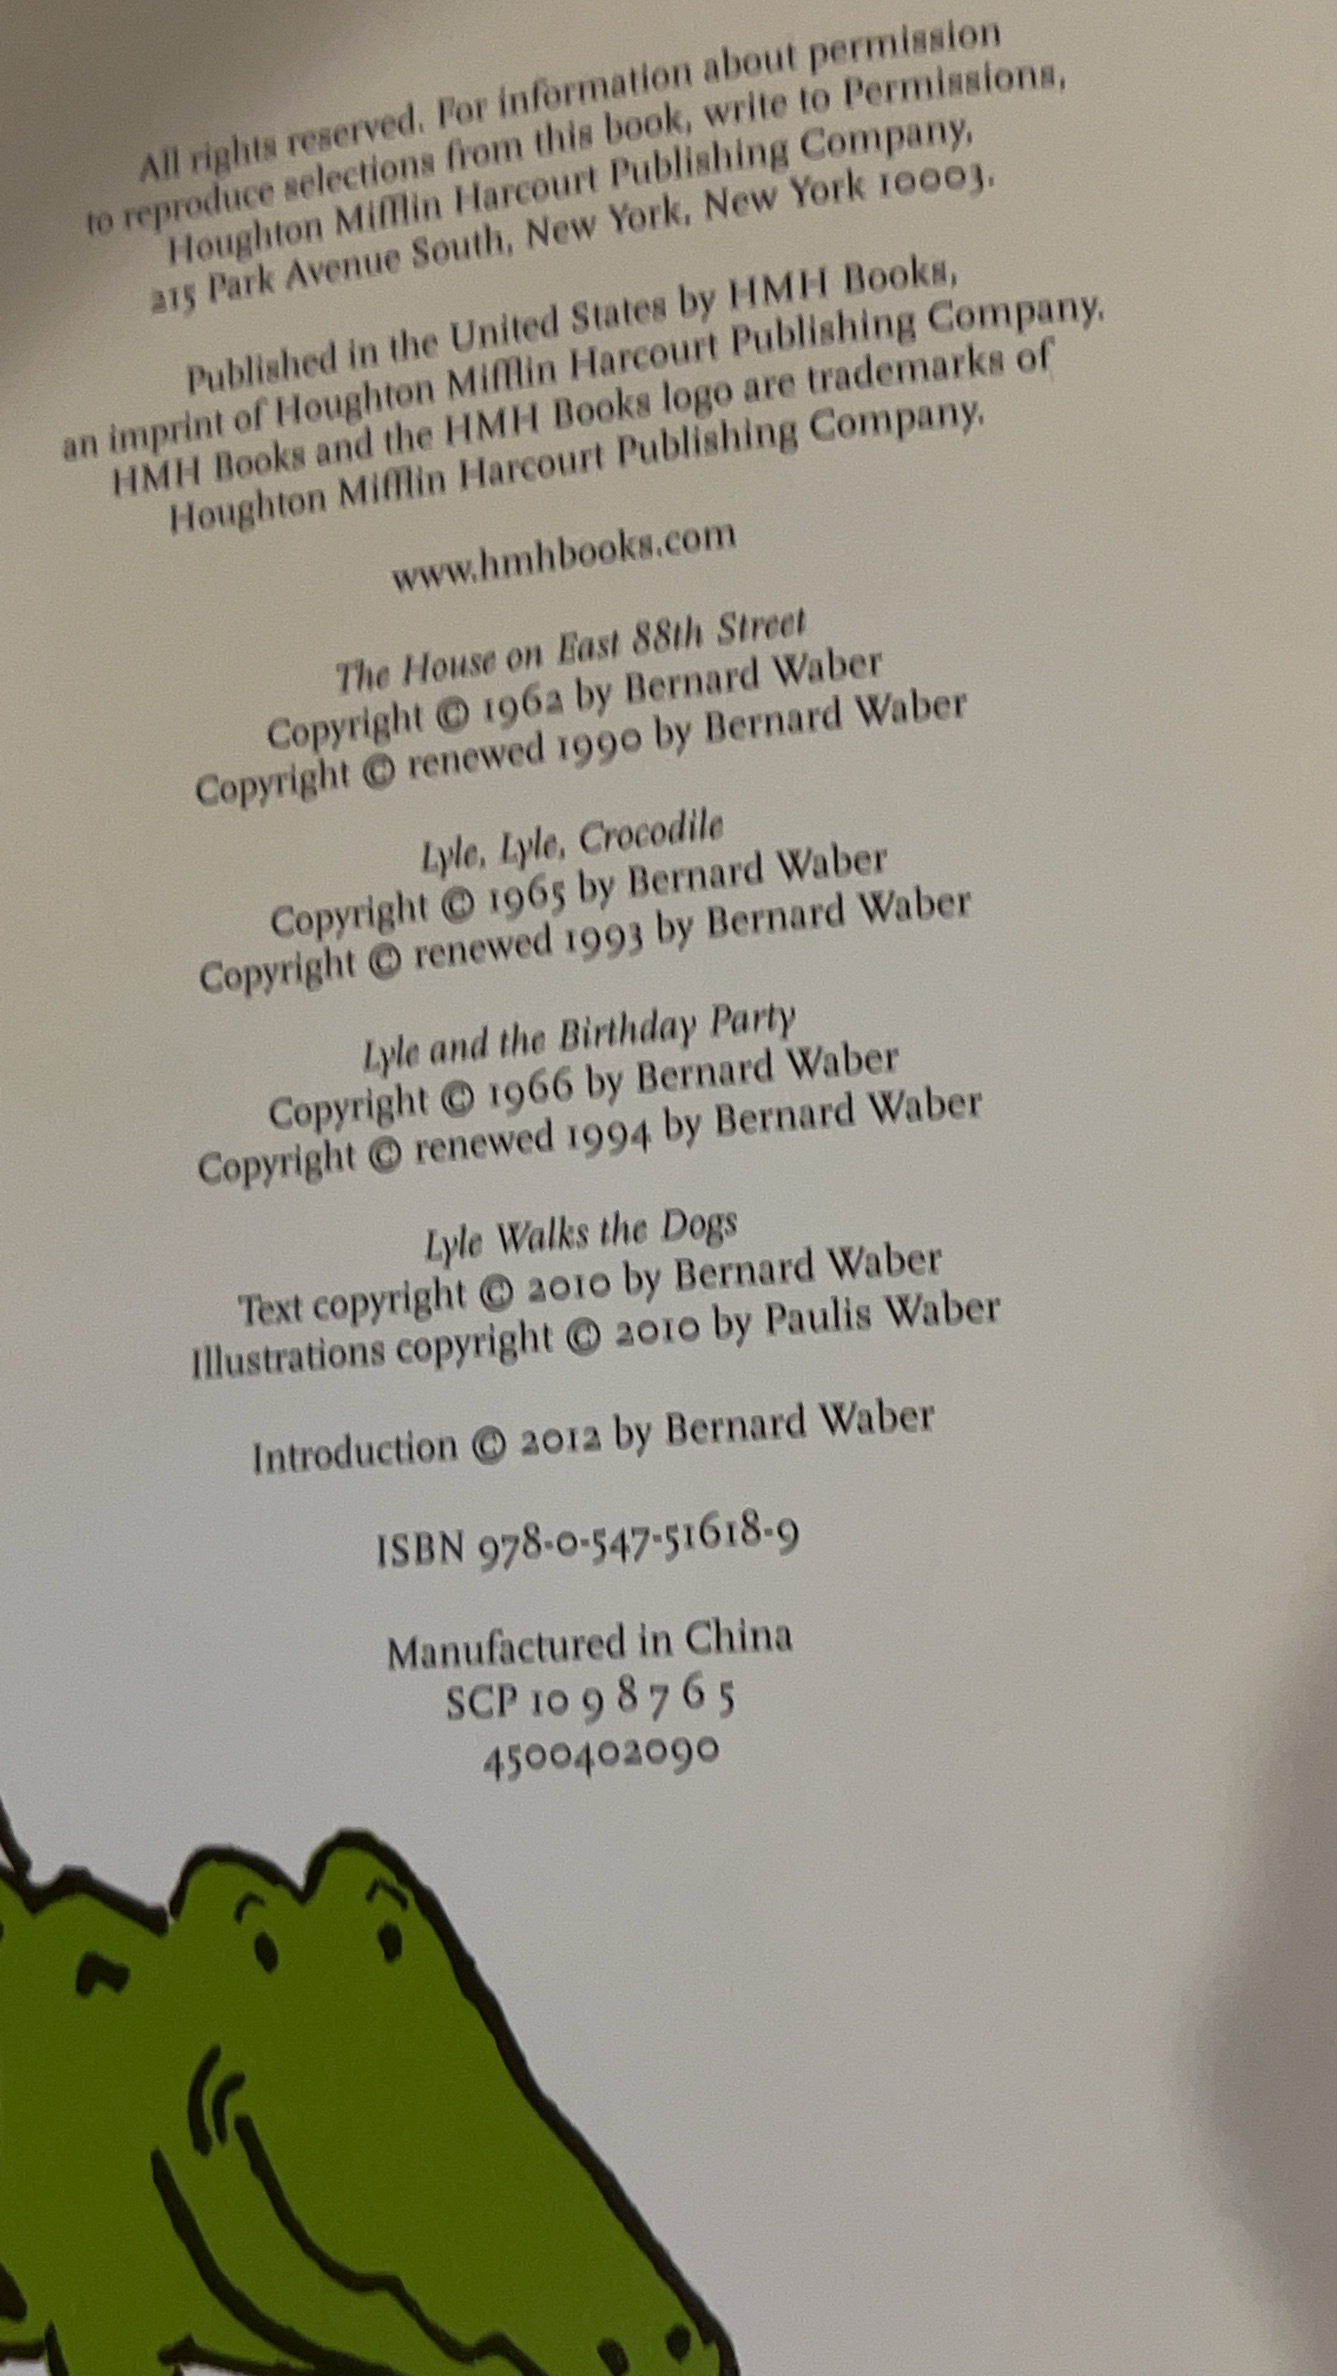 All rights reserved. For information about permission
to reproduce selections from this book, write to Permissions,
Houghton Mifflin Harcourt Publishing Company,
215 Park Avenue South, New York, New York 10003.
Published in the United States by HMH Books,
an imprint of Houghton Mifflin Harcourt Publishing Company.
HMH Books and the HMH Books logo are trademarks of
Houghton Mifflin Harcourt Publishing Company.
www.hmhbooks.com
The House on East 88th Street
Copyright © 1962 by Bernard Waber
Copyright © renewed 1990 by Bernard Waber
Lyle, Lyle, Crocodile
Copyright © 1965 by Bernard Waber
Copyright © renewed 1993 by Bernard Waber
Lyle and the Birthday Party
Copyright © 1966 by Bernard Waber
Copyright © renewed 1994 by Bernard Waber
Lyle Walks the Dogs
Text copyright © 2010 by Bernard Waber
Illustrations copyright © 2010 by Paulis Waber
Introduction © 2012 by Bernard Waber
ISBN 978-0-547-51618-9
Manufactured in China
SCP 10 9 8 7 6 5
4500402090